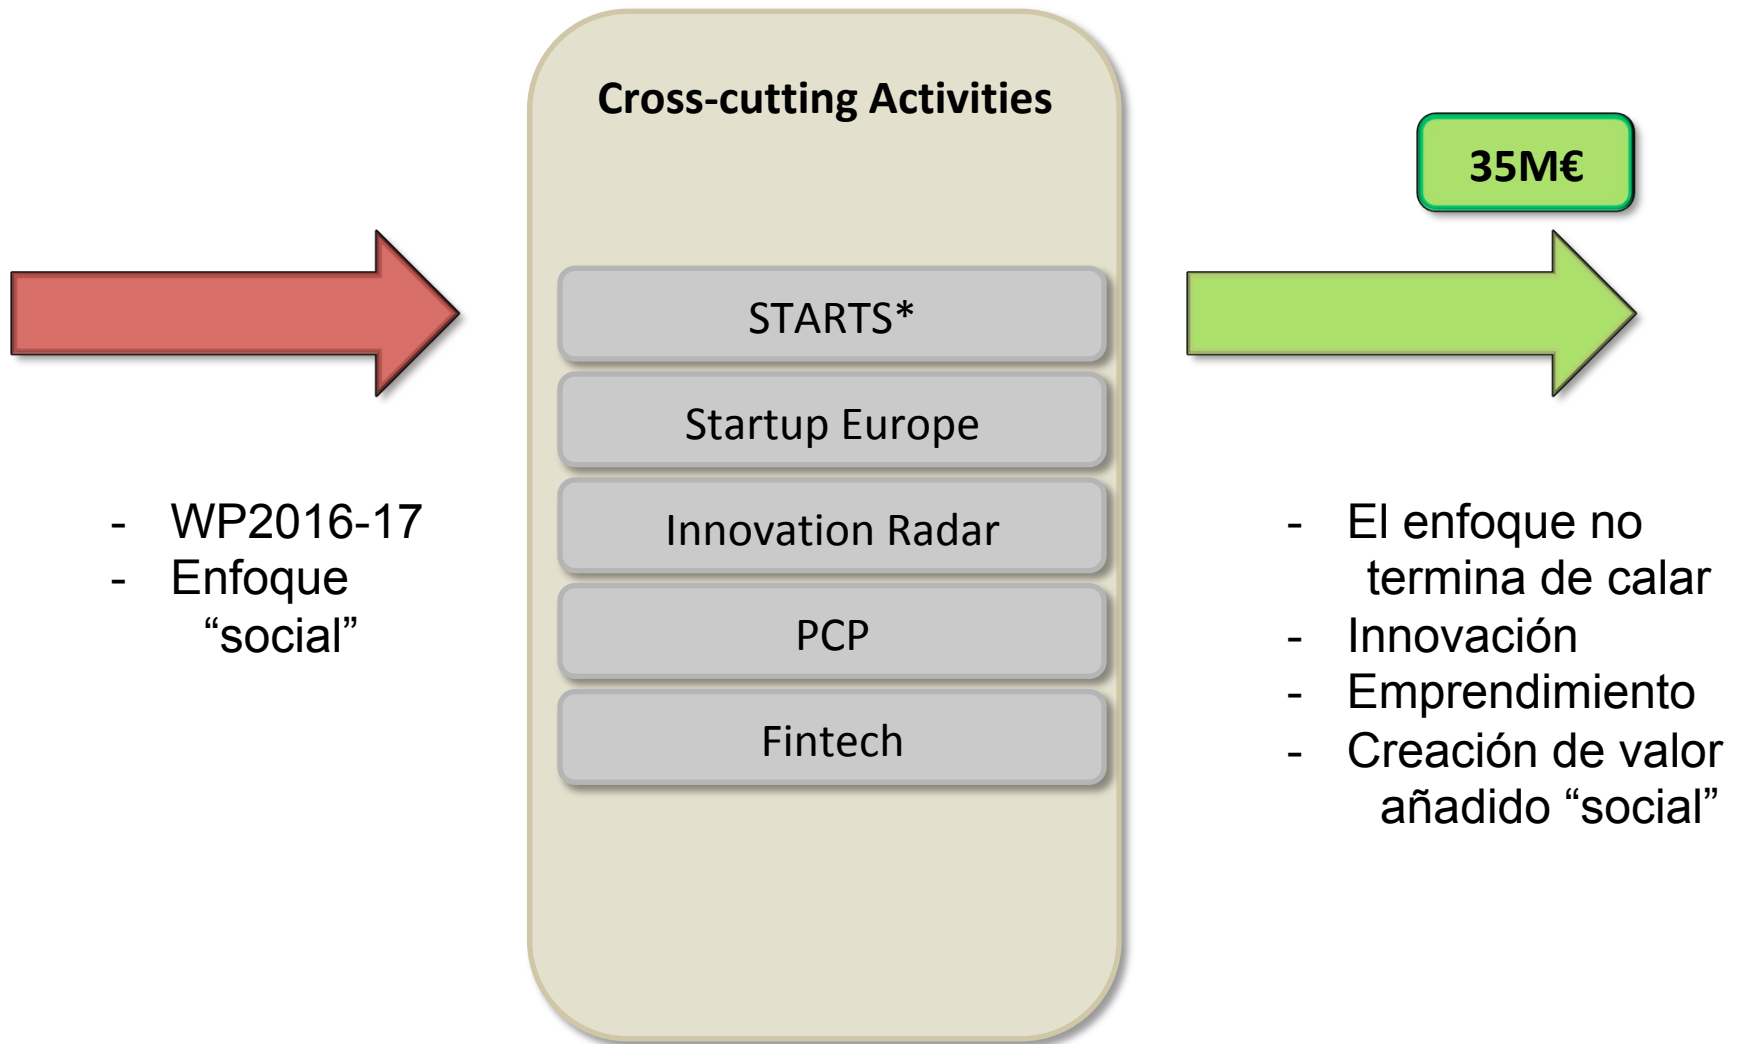 Cross-cutting Activities
35M€
STARTS*
Startup Europe
Innovation Radar
PCP
Fintech
- WP2016-17
- Enfoque
“social”
- El enfoque no
termina de calar
- Innovación
- Emprendimiento
- Creación de valor
añadido “social”